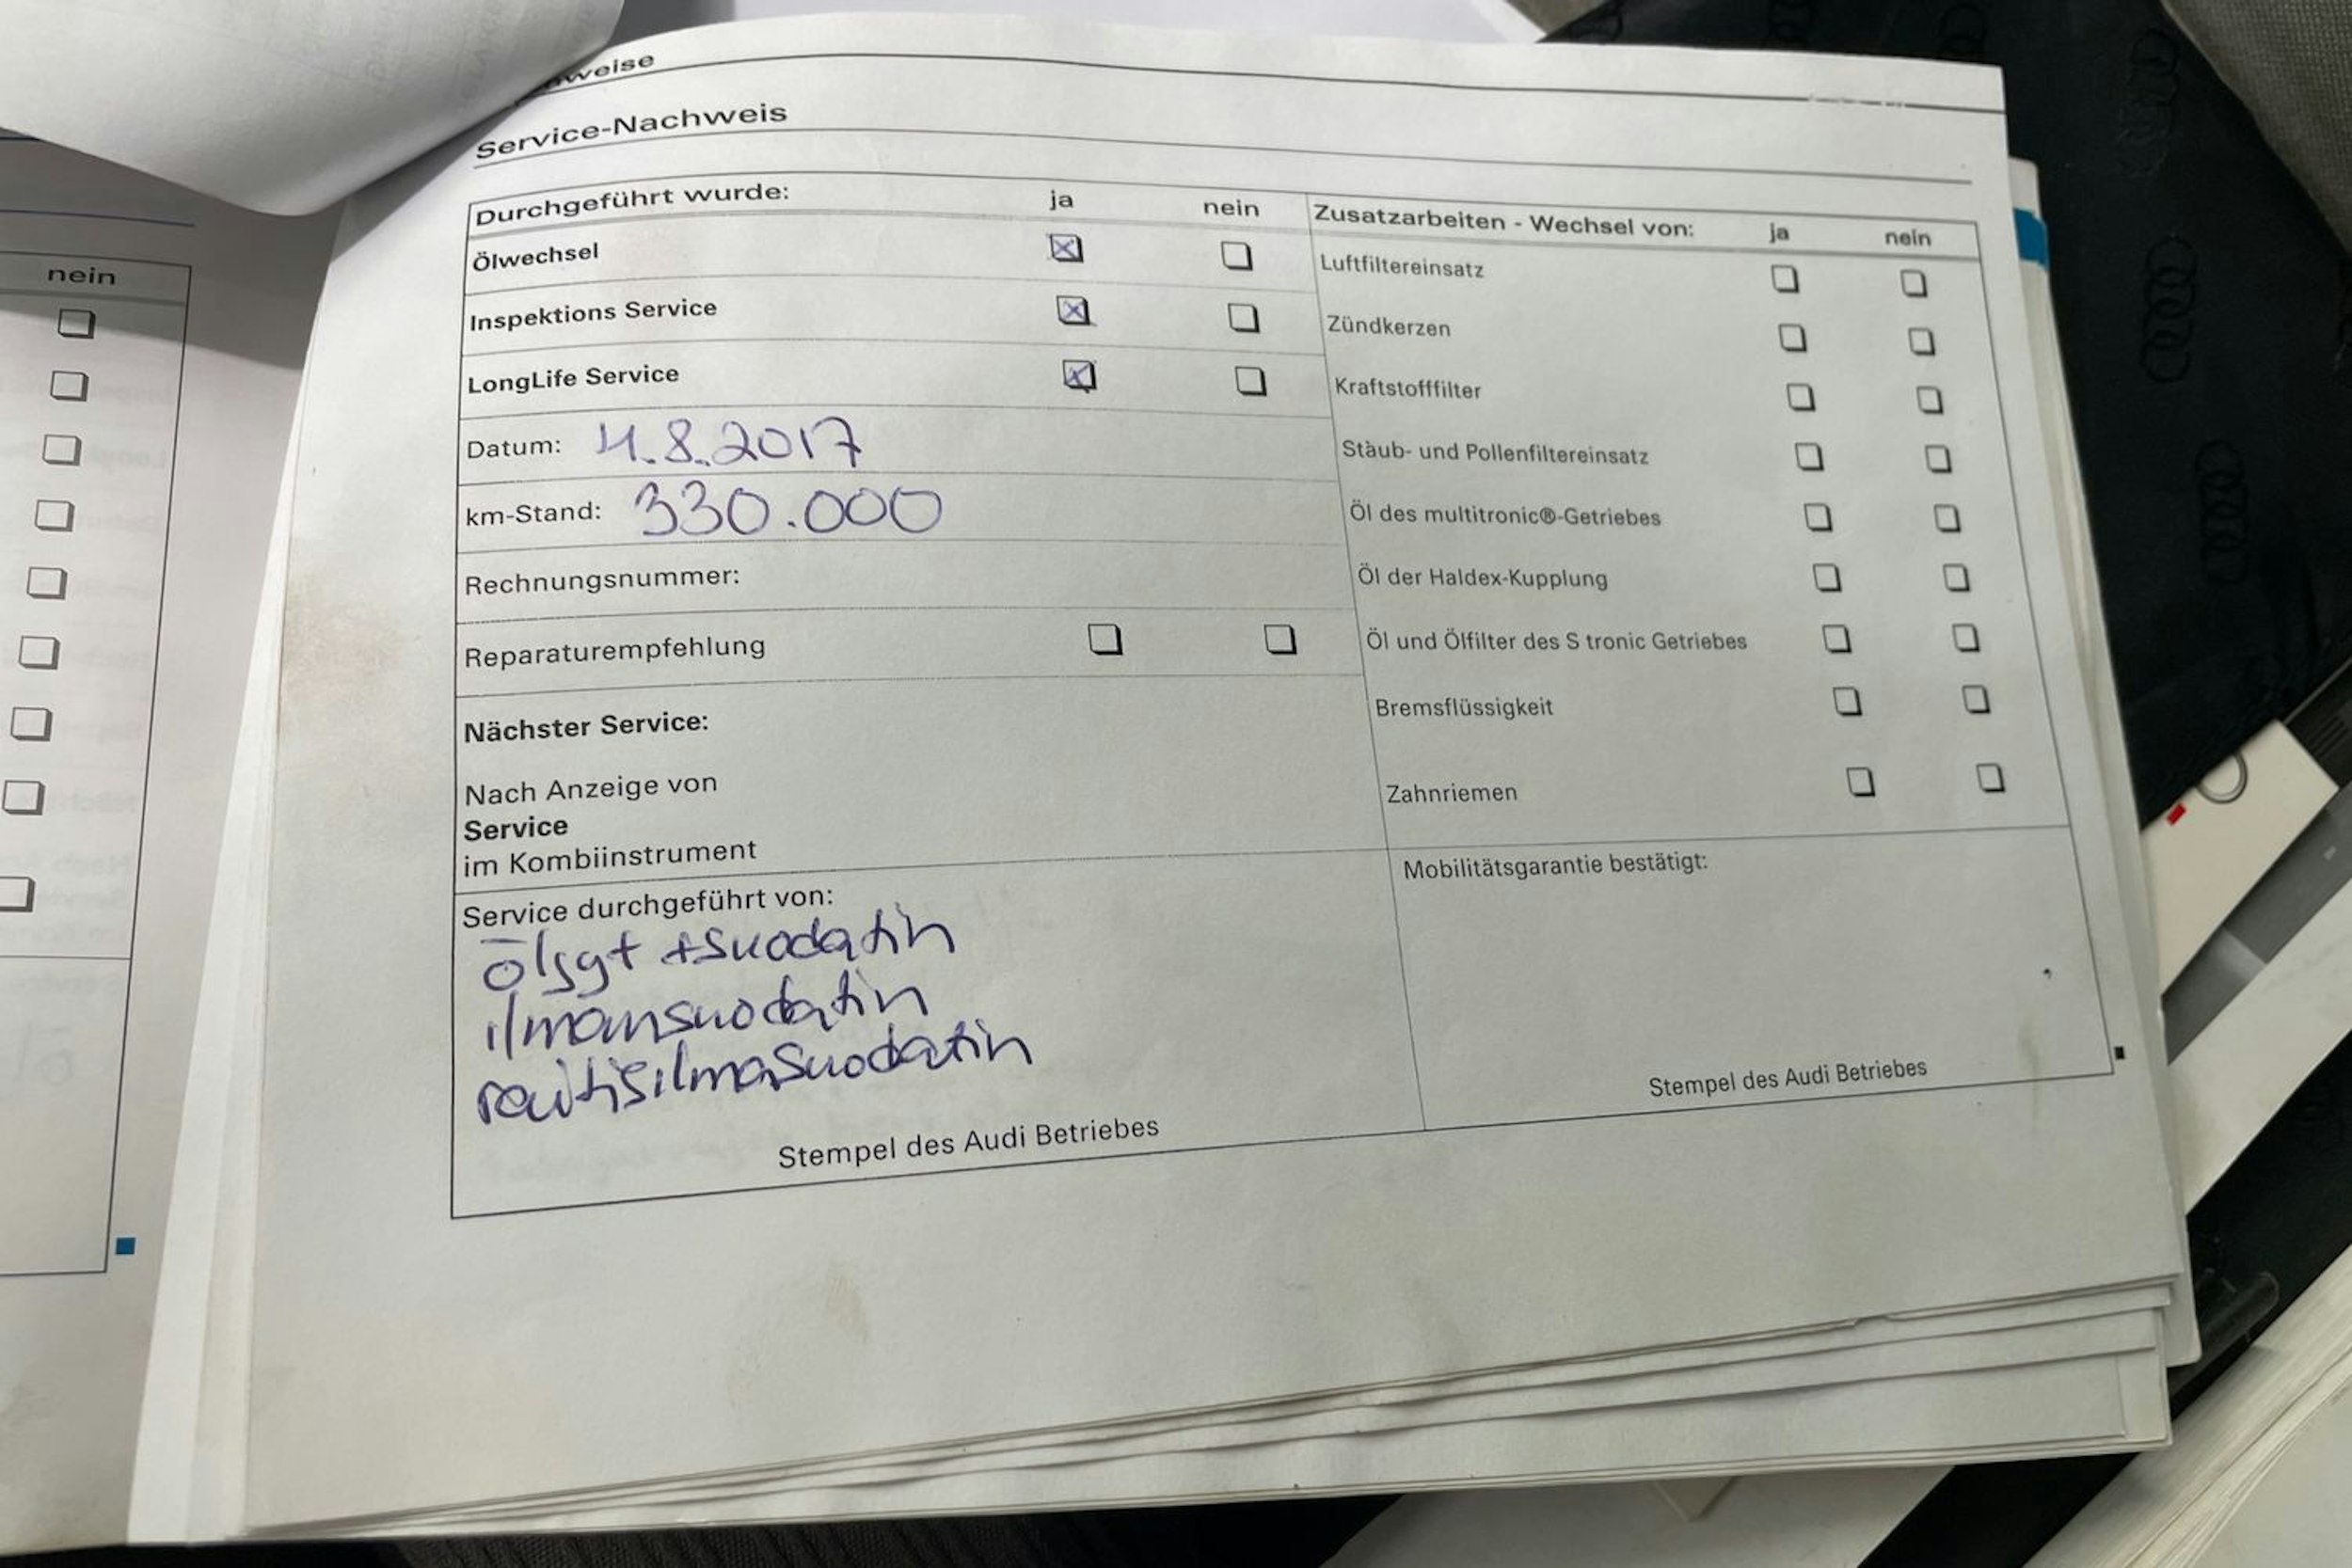 nein
weise
Service-Nachweis
Durchgeführt wurde: ja nein
Ölwechsel
Inspektions Service
LongLife Service
Datum: 4.8.2017
km-Stand: 330.000
Rechnungsnummer:
Reparaturempfehlung
Nächster Service:
Nach Anzeige von
Service
im Kombiinstrument
Service durchgeführt von:
öljyt +suodatin
ilmansuodatin
raitisilmasuodatin
Stempel des Audi Betriebes
Zusatzarbeiten - Wechsel von: ja nein
Luftfiltereinsatz
Zündkerzen
Kraftstofffilter
Staub- und Pollenfiltereinsatz
Öl des multitronic®-Getriebes
Öl der Haldex-Kupplung
Öl und Ölfilter des S tronic Getriebes
Bremsflüssigkeit
Zahnriemen
Mobilitätsgarantie bestätigt:
Stempel des Audi Betriebes